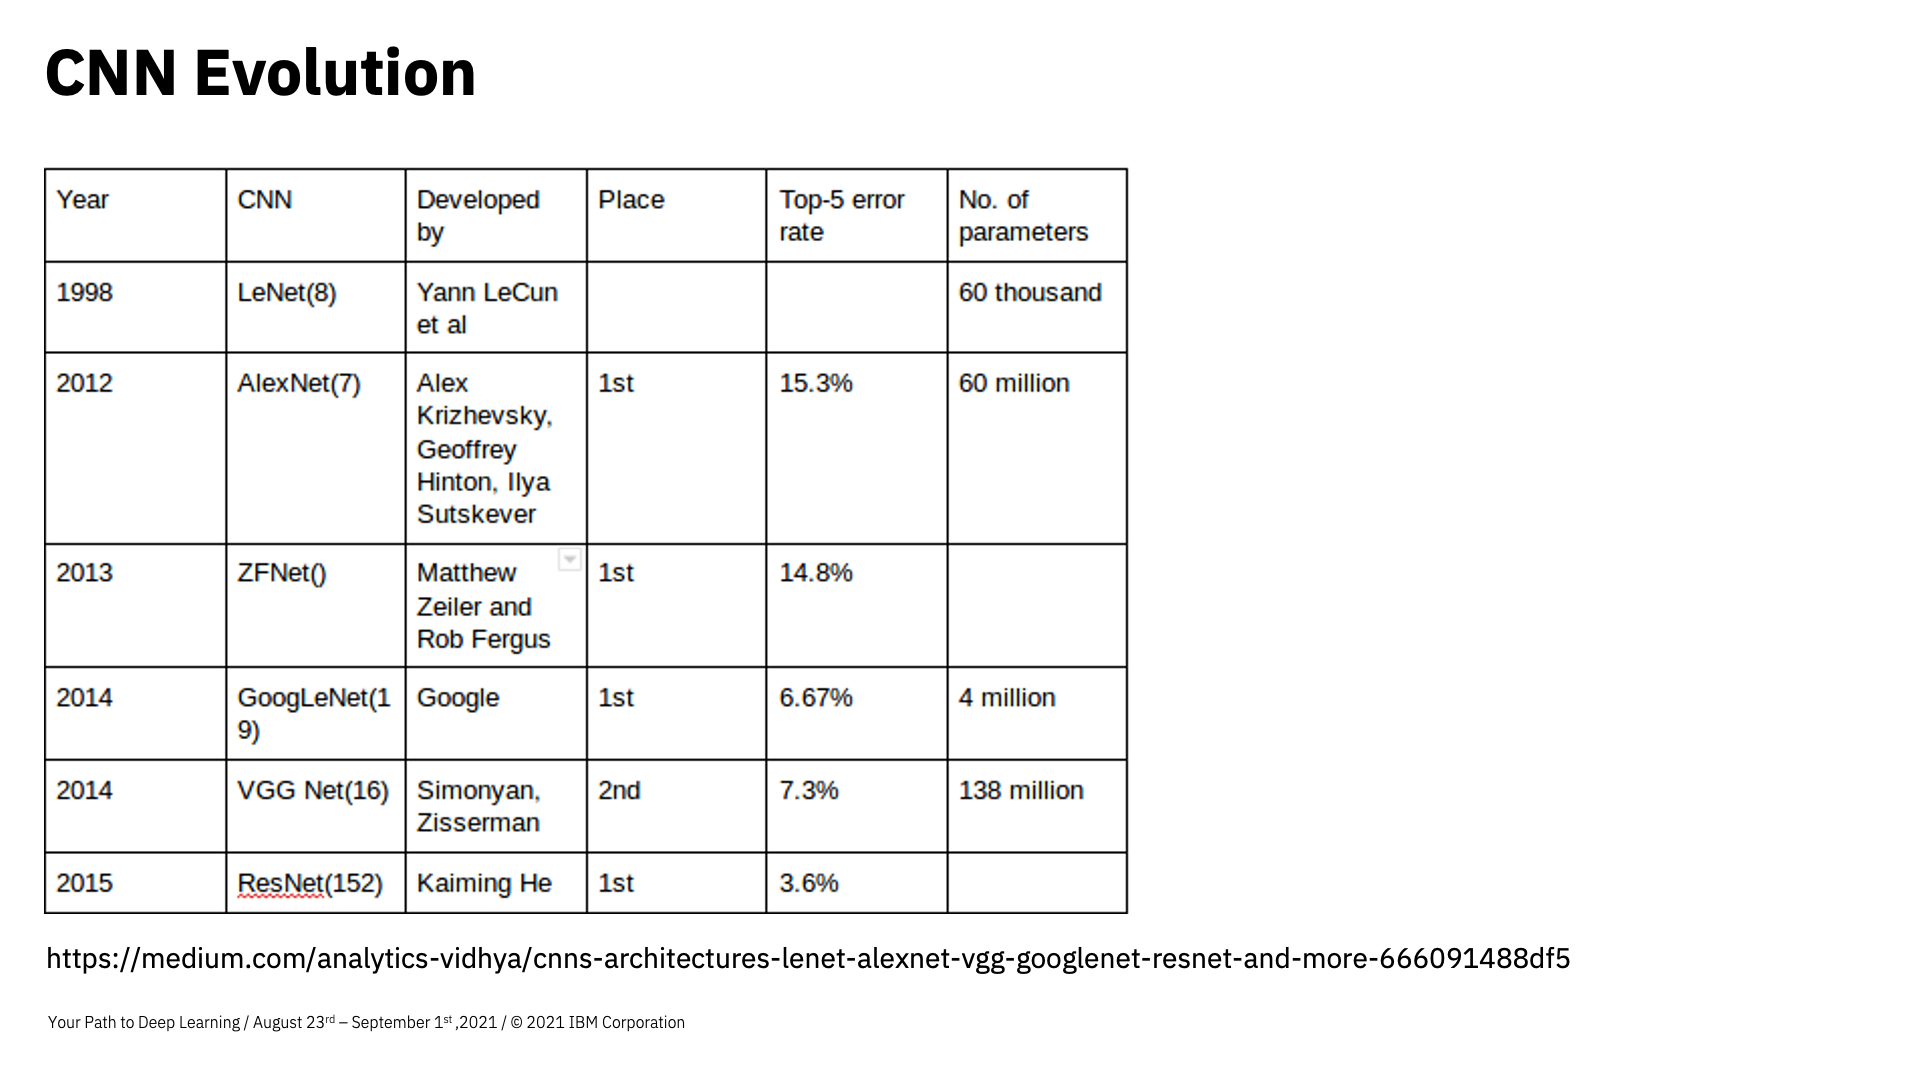 CNN Evolution
Year
CNN
Developed
by
Place
Top-5 error
rate
No. of
parameters
1998
LeNet(8)
Yann LeCun
et al
60 thousand
2012
AlexNet(7)
Alex
Krizhevsky,
Geoffrey
Hinton, Ilya
Sutskever
1st
15.3%
60 million
2013
ZFNet()
Matthew
Zeiler and
Rob Fergus
1st
14.8%
2014
GoogLeNet(1
9)
Google
1st
6.67%
4 million
2014
VGG Net(16)
Simonyan,
Zisserman
2nd
7.3%
138 million
2015
ResNet(152)
Kaiming He
1st
3.6%
https://medium.com/analytics-vidhya/cnns-architectures-lenet-alexnet-vgg-googlenet-resnet-and-more-666091488df5
Your Path to Deep Learning / August 23rd – September 1st ,2021 / © 2021 IBM Corporation